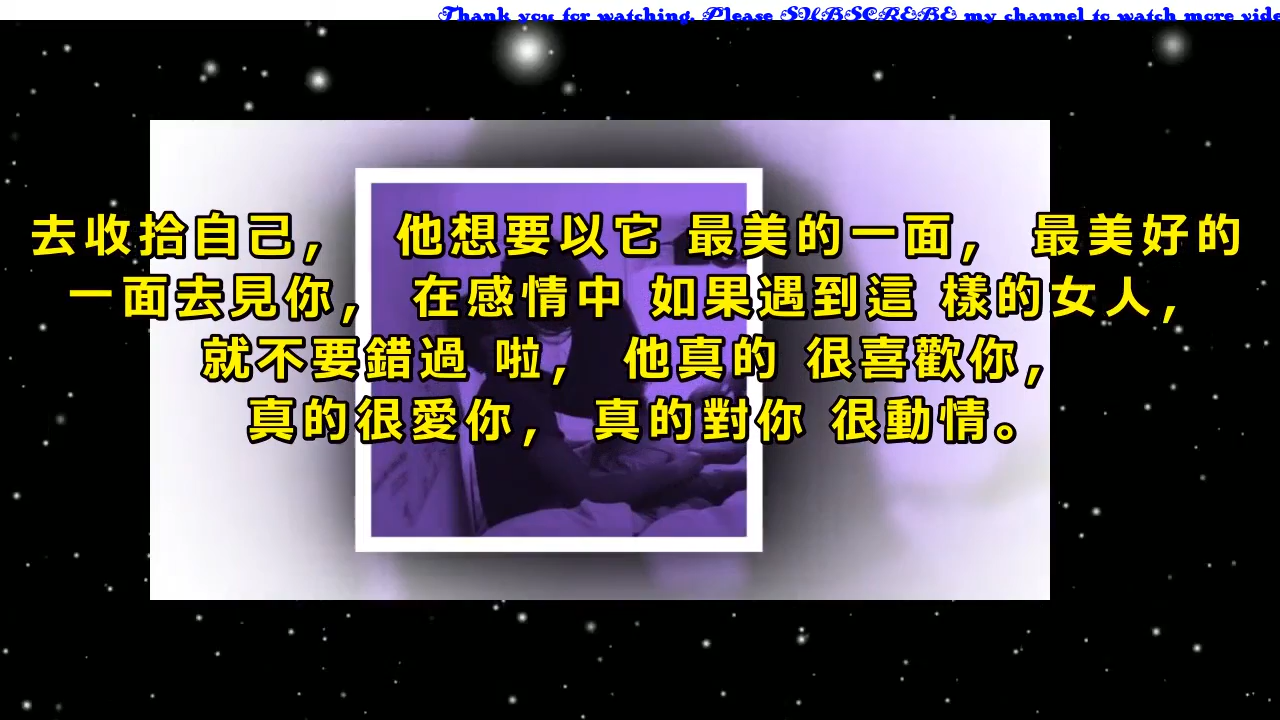 Thank you for watching. Please SUBSCREBE my channel to watch more vide
去收拾自己， 他想要以它 最美的一面， 最美好的
一面去見你， 在感情中 如果遇到這 樣的女人，
就不要錯過 啦， 他真的 很喜歡你，
真的很愛你， 真的對你 很動情。